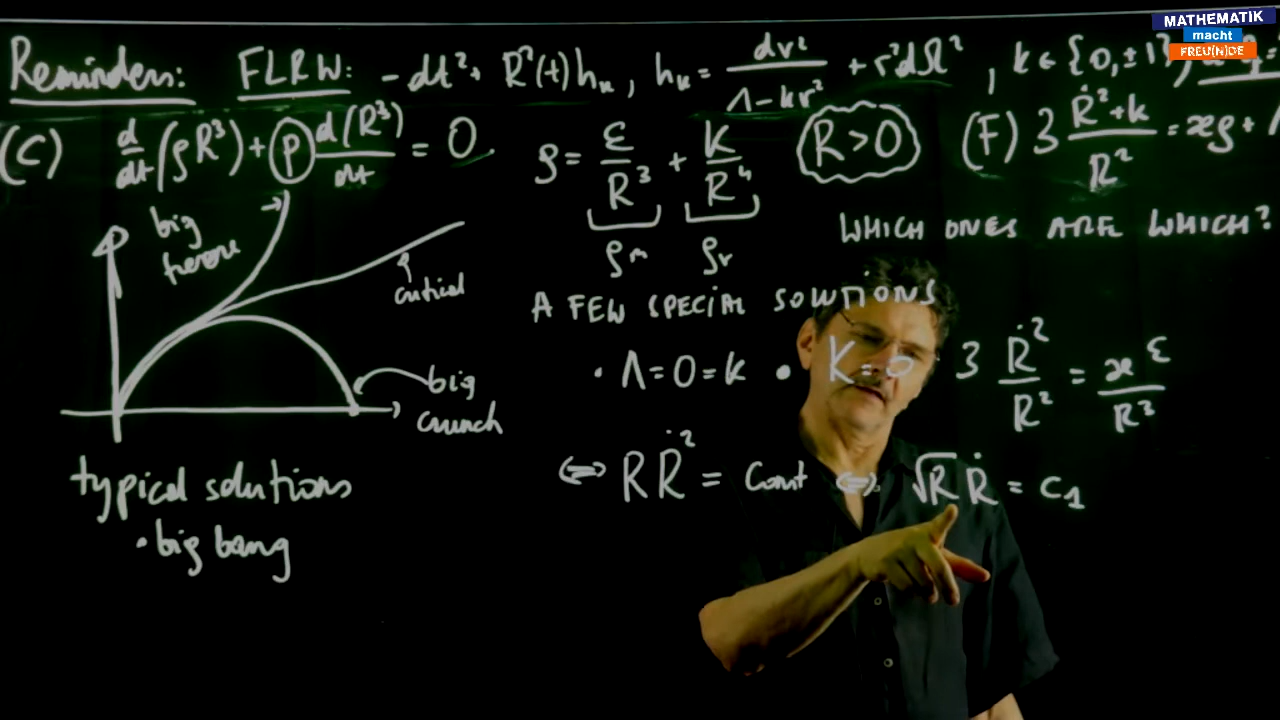 MATHEMATIK
macht
FREU(N)DE
Reminders: FLRW: -dt²+ R²(t)hₖ, hₖ = dr²/1-kr² + r²dΩ², k∈{0,±1},
(C) d/dt(ρR³)+p d(R³)/dt = 0. ρ = ε/R³ + K/R⁴ R>0 (F) 3 Ṙ²+k/R² = ϰρ + Λ
ρm ρr
WHICH ONES ARE WHICH?
big
freeze
critical
big
crunch
typical solutions
• big bang
A FEW SPECIAL SOLUTIONS
• Λ=0=k • K=0 3 Ṙ²/R² = ϰ ε/R³
⇔ RṘ² = Const ⇔ √R Ṙ = c₁